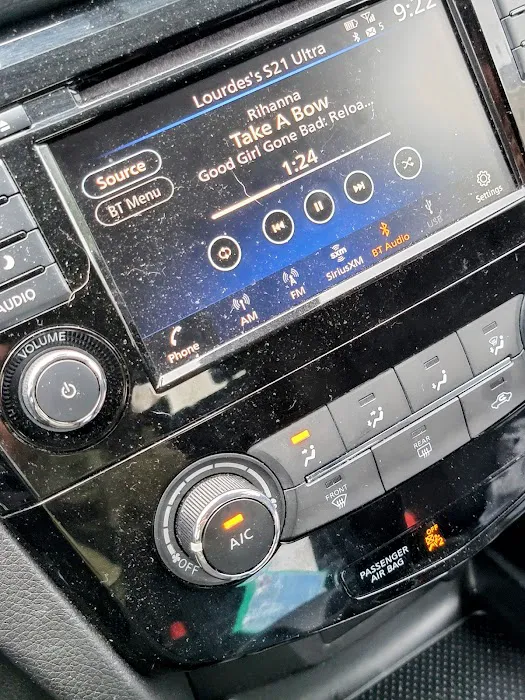 9:22
5
Lourdes's S21 Ultra
Rihanna
Take A Bow
Good Girl Gone Bad: Reloa...
1:24
Source
BT Menu
Settings
USB
BT Audio
SiriusXM
FM
AM
Phone
AUDIO
VOLUME
A/C
OFF
FRONT
REAR
PASSENGER
AIR BAG
OFF